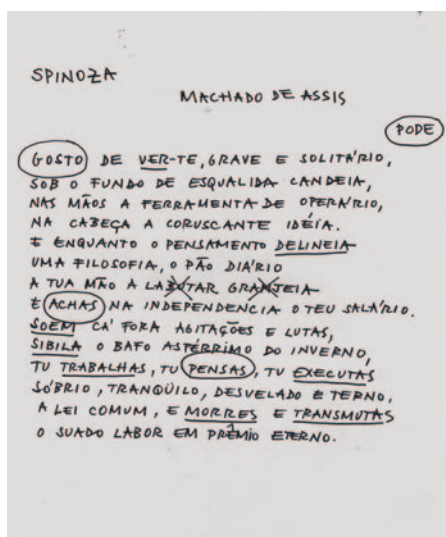 SPINOZA
MACHADO DE ASSIS
PODE
GOSTO DE VER-TE, GRAVE E SOLITÁRIO,
SOB O FUNDO DE ESQUALIDA CANDEIA,
NAS MÃOS A FERRAMENTA DE OPERÁRIO,
NA CABEÇA A CORUSCANTE IDÉIA.
E ENQUANTO O PENSAMENTO DELINEIA
UMA FILOSOFIA, O PÃO DIÁRIO
A TUA MÃO A LABUTAR GRANJEIA
E ACHAS NA INDEPENDENCIA O TEU SALÁRIO.
SOEM CÁ FORA AGITAÇÕES E LUTAS,
SIBILA O BAFO ASPÉRRIMO DO INVERNO,
TU TRABALHAS, TU PENSAS, TU EXECUTAS
SÓBRIO, TRANQÜILO, DESVELADO E TERNO,
A LEI COMUM, E MORRES E TRANSMUTAS
O SUADO LABOR EM PRÊMIO ETERNO.